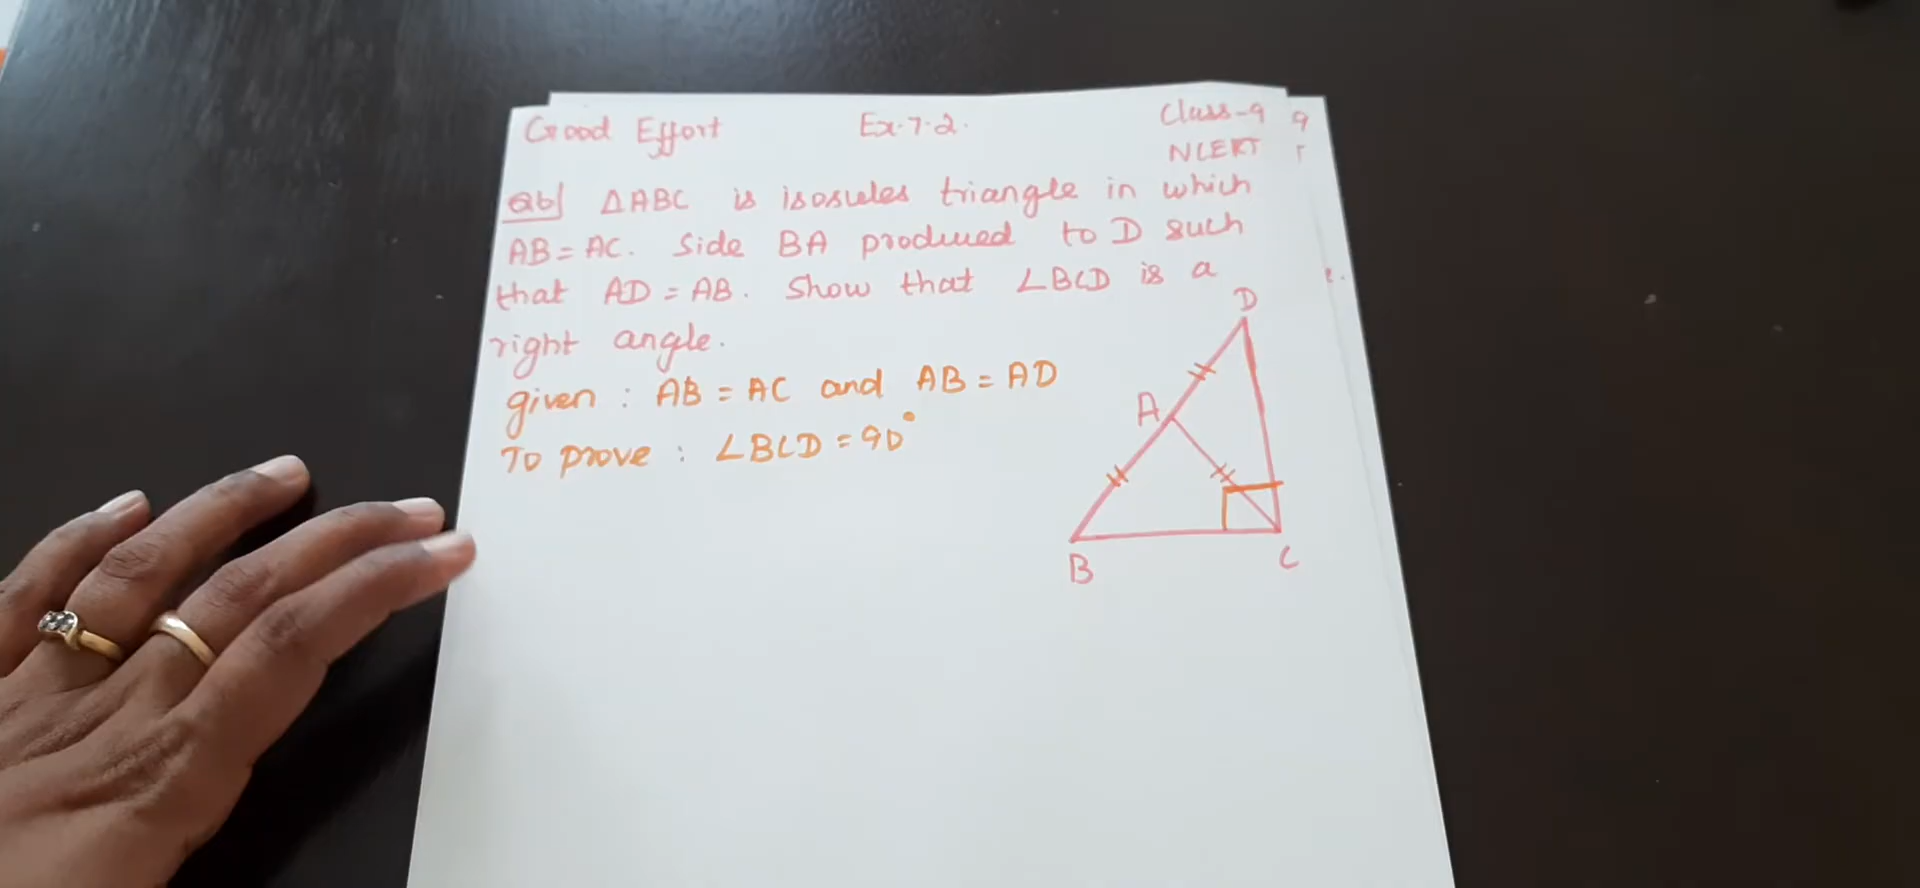 Good Effort Ex.7.2. Class-9
NCERT
Q6 ΔABC is isosceles triangle in which
AB = AC. Side BA produced to D such
that AD = AB. Show that ∠BCD is a
right angle.
given : AB = AC and AB = AD
To prove : ∠BCD = 90°
D
A
B C
9